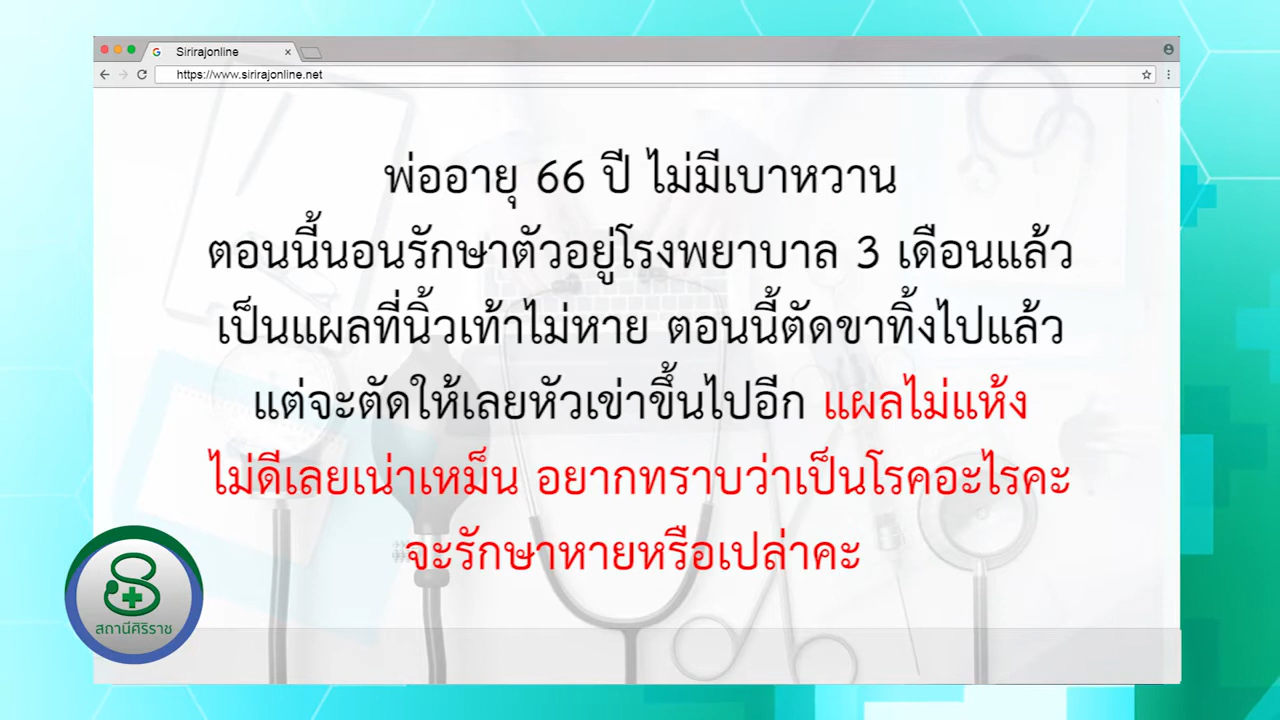 Sirirajonline
https://www.sirirajonline.net
พ่ออายุ 66 ปี ไม่มีเบาหวาน
ตอนนี้นอนรักษาตัวอยู่โรงพยาบาล 3 เดือนแล้ว
เป็นแผลที่นิ้วเท้าไม่หาย ตอนนี้ตัดขาทิ้งไปแล้ว
แต่จะตัดให้เลยหัวเข่าขึ้นไปอีก แผลไม่แห้ง
ไม่ดีเลยเน่าเหม็น อยากทราบว่าเป็นโรคอะไรคะ
จะรักษาหายหรือเปล่าคะ
สถานีศิริราช